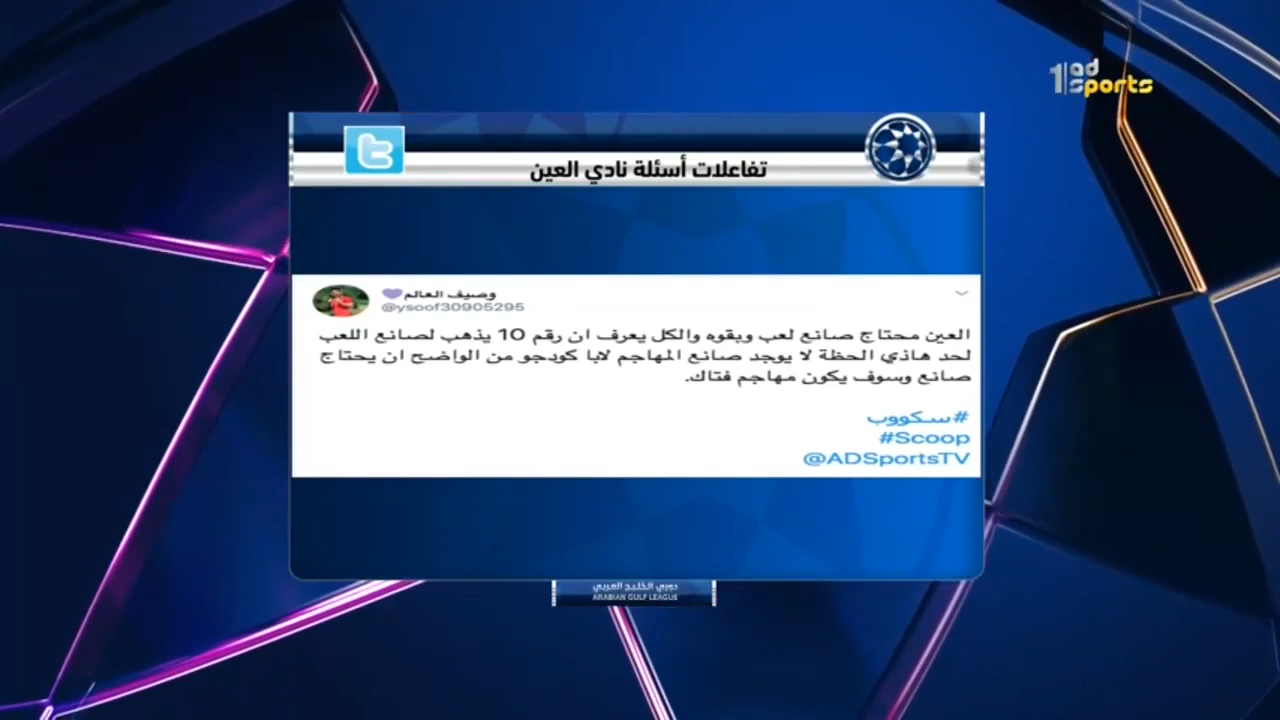 1 ad
sports
تفاعلات أسئلة نادي العين
وصيف العالم💜
@ysoof30905295
العين محتاج صانع لعب وبقوه والكل يعرف ان رقم 10 يذهب لصانع اللعب
لحد هاذي الحظة لا يوجد صانع المهاجم لابا كودجو من الواضح ان يحتاج
صانع وسوف يكون مهاجم فتاك.
#سكووب
#Scoop
@ADSportsTV
دوري الخليج العربي
ARABIAN GULF LEAGUE